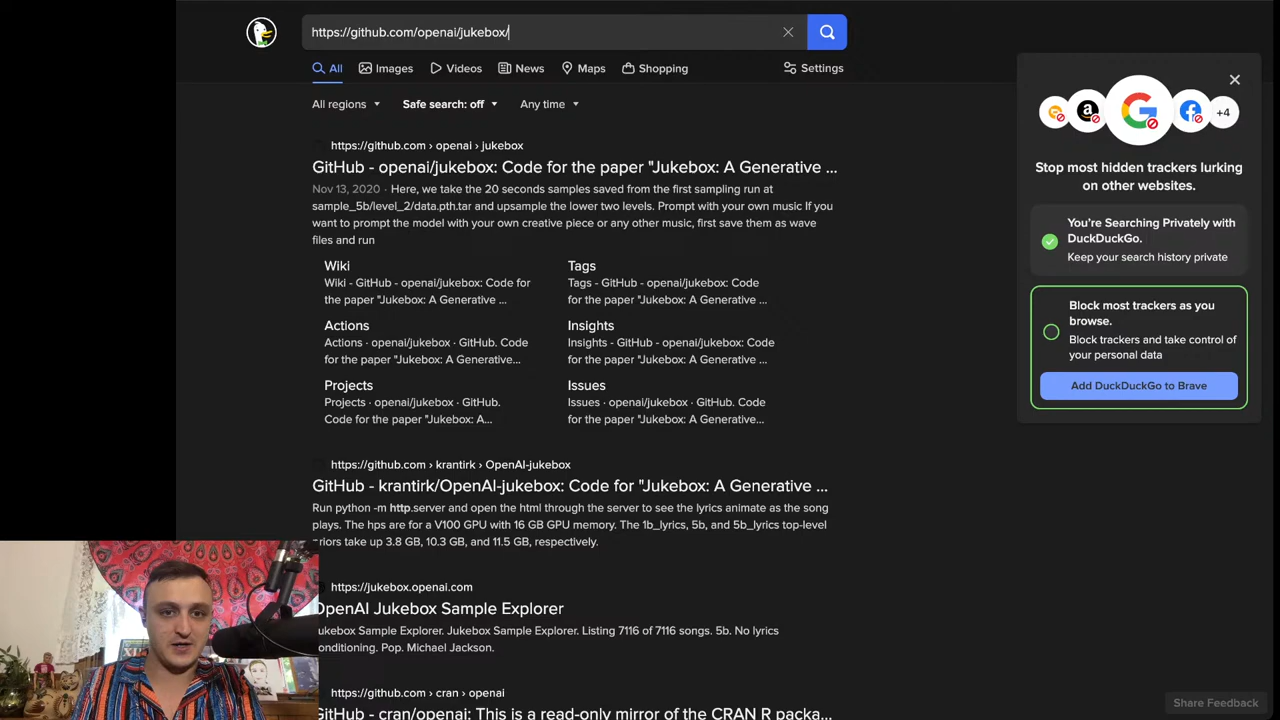 https://github.com/openai/jukebox/
All
Images
Videos
News
Maps
Shopping
Settings
All regions
Safe search: off
Any time
https://github.com › openai › jukebox
GitHub - openai/jukebox: Code for the paper "Jukebox: A Generative ...
Nov 13, 2020 · Here, we take the 20 seconds samples saved from the first sampling run at
sample_5b/level_2/data.pth.tar and upsample the lower two levels. Prompt with your own music If you
want to prompt the model with your own creative piece or any other music, first save them as wave
files and run
Wiki
Wiki - GitHub - openai/jukebox: Code for
the paper "Jukebox: A Generative ...
Tags
Tags - GitHub - openai/jukebox: Code
for the paper "Jukebox: A Generative ...
Actions
Actions · openai/jukebox · GitHub. Code
for the paper "Jukebox: A Generative...
Insights
Insights - GitHub - openai/jukebox: Code
for the paper "Jukebox: A Generative ...
Projects
Projects · openai/jukebox · GitHub.
Code for the paper "Jukebox: A...
Issues
Issues · openai/jukebox · GitHub. Code
for the paper "Jukebox: A Generative...
https://github.com › krantirk › OpenAI-jukebox
GitHub - krantirk/OpenAI-jukebox: Code for "Jukebox: A Generative ...
Run python -m http.server and open the html through the server to see the lyrics animate as the song
plays. The hps are for a V100 GPU with 16 GB GPU memory. The 1b_lyrics, 5b, and 5b_lyrics top-level
priors take up 3.8 GB, 10.3 GB, and 11.5 GB, respectively.
https://jukebox.openai.com
OpenAI Jukebox Sample Explorer
Jukebox Sample Explorer. Jukebox Sample Explorer. Listing 7116 of 7116 songs. 5b. No lyrics
conditioning. Pop. Michael Jackson.
https://github.com › cran › openai
GitHub - cran/openai: This is a read-only mirror of the CRAN R packa...
+4
Stop most hidden trackers lurking
on other websites.
You're Searching Privately with
DuckDuckGo.
Keep your search history private
Block most trackers as you
browse.
Block trackers and take control of
your personal data
Add DuckDuckGo to Brave
Share Feedback